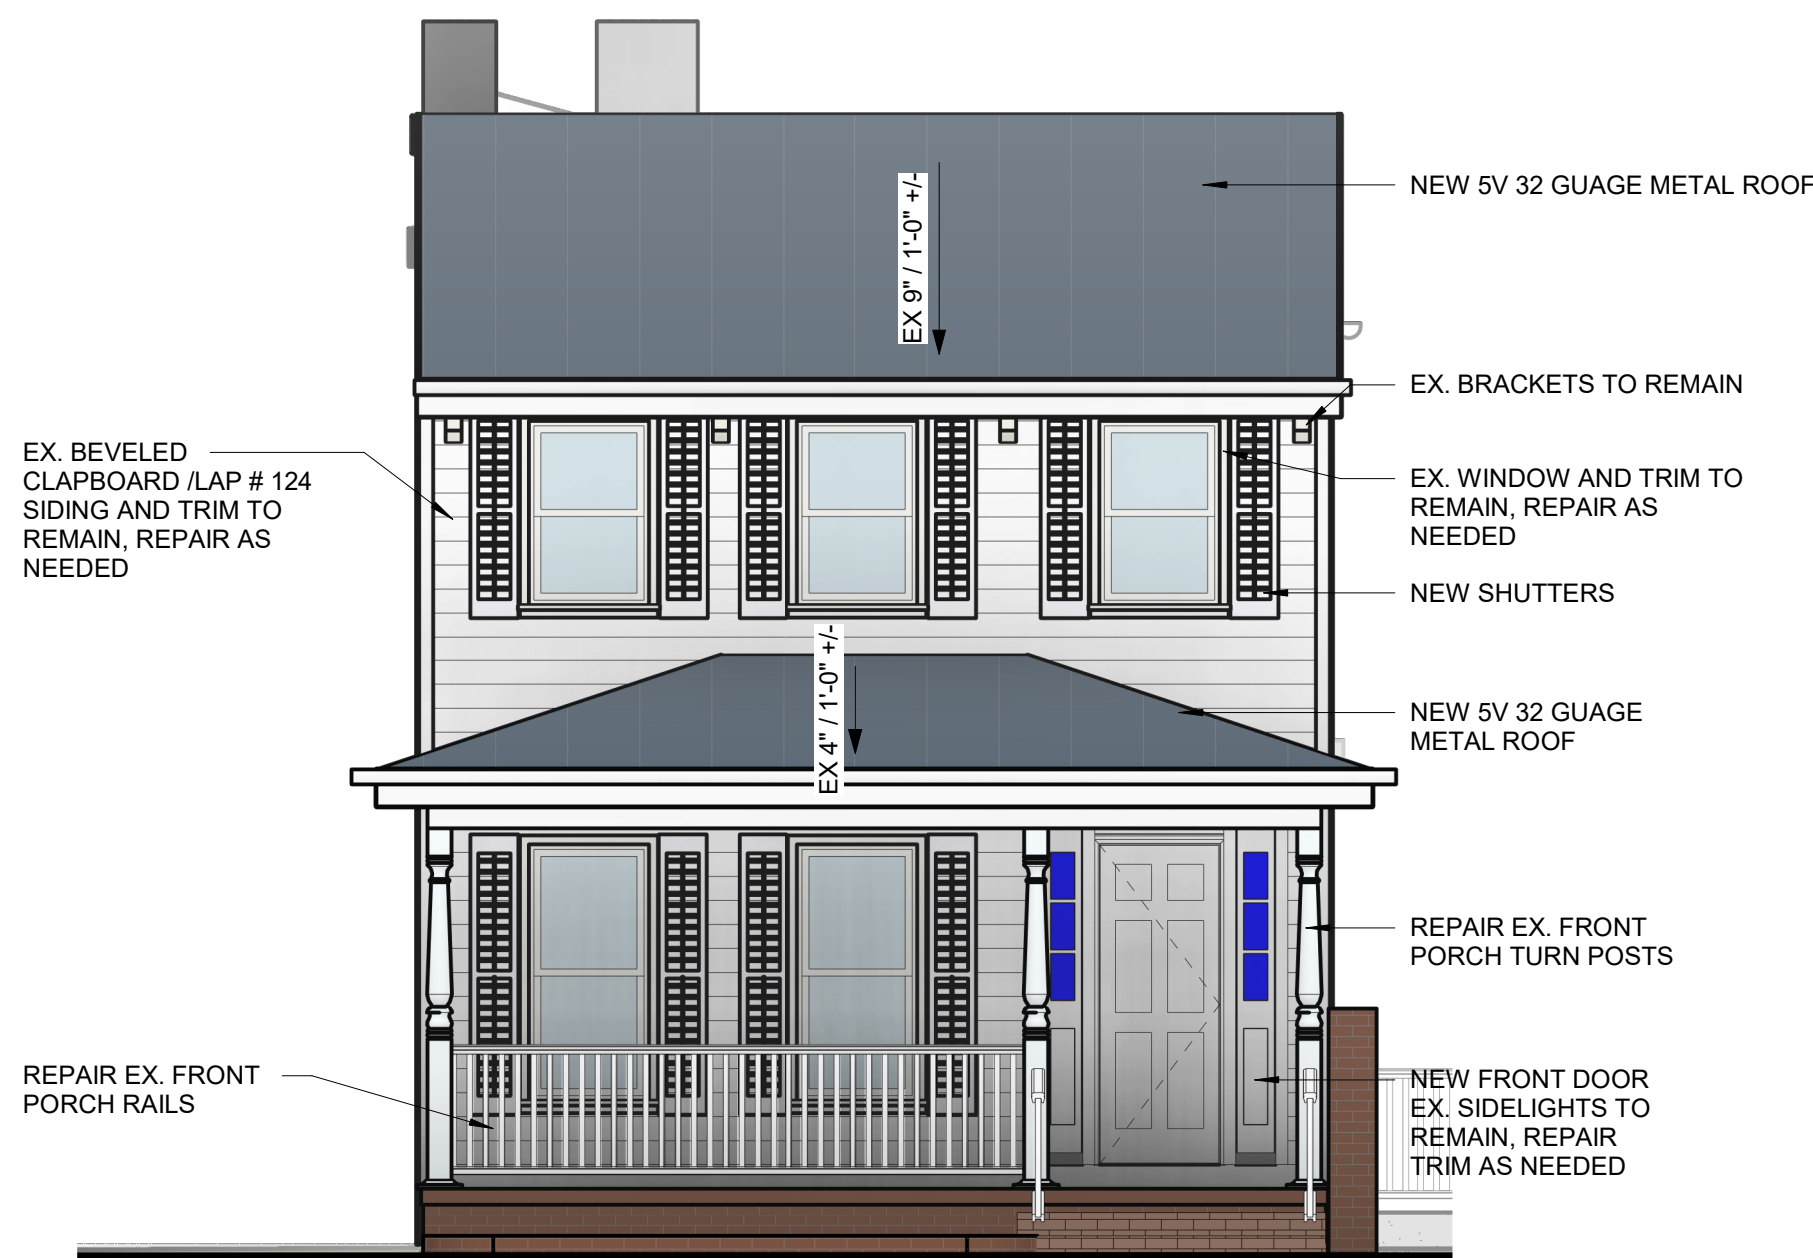 NEW 5V 32 GUAGE METAL ROOF
EX 9" / 1'-0" +/-
EX. BRACKETS TO REMAIN
EX. BEVELED
CLAPBOARD /LAP # 124
SIDING AND TRIM TO
REMAIN, REPAIR AS
NEEDED
EX. WINDOW AND TRIM TO
REMAIN, REPAIR AS
NEEDED
NEW SHUTTERS
EX 4" / 1'-0" +/-
NEW 5V 32 GUAGE
METAL ROOF
REPAIR EX. FRONT
PORCH TURN POSTS
REPAIR EX. FRONT
PORCH RAILS
NEW FRONT DOOR
EX. SIDELIGHTS TO
REMAIN, REPAIR
TRIM AS NEEDED